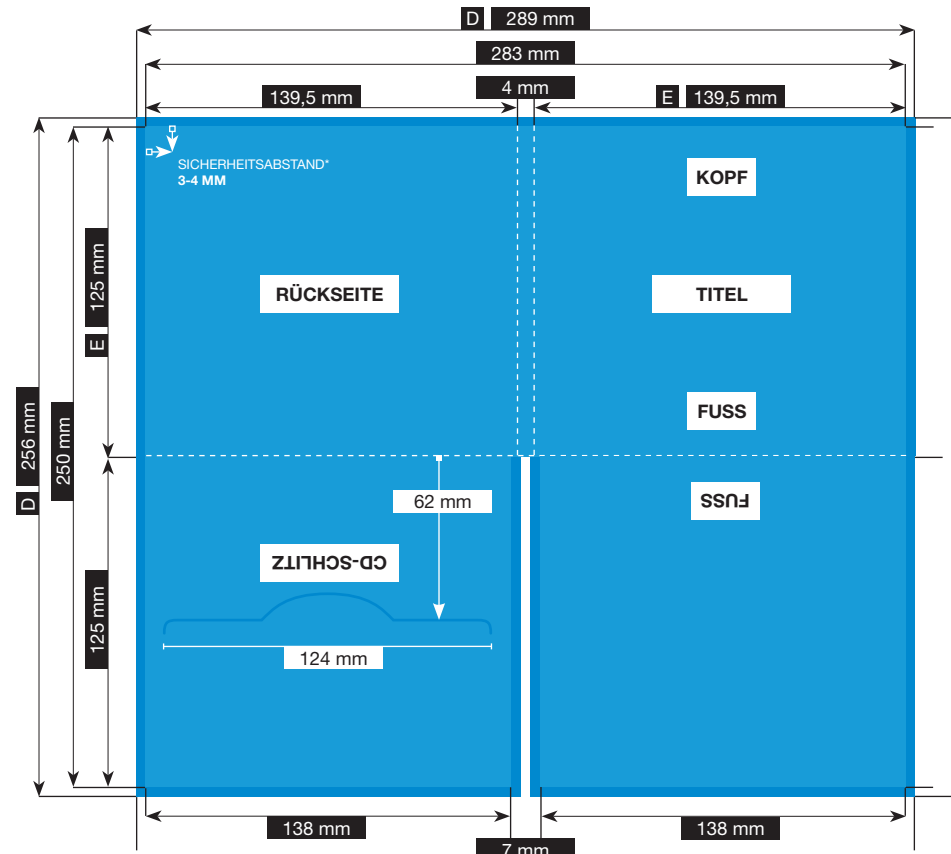 D 289 mm
283 mm
139,5 mm
4 mm
E 139,5 mm
SICHERHEITSABSTAND*
3-4 MM
KOPF
125 mm
E
RÜCKSEITE
TITEL
FUSS
D 256 mm
250 mm
62 mm
FUSS
CD-SCHLITZ
125 mm
124 mm
138 mm
7 mm
138 mm